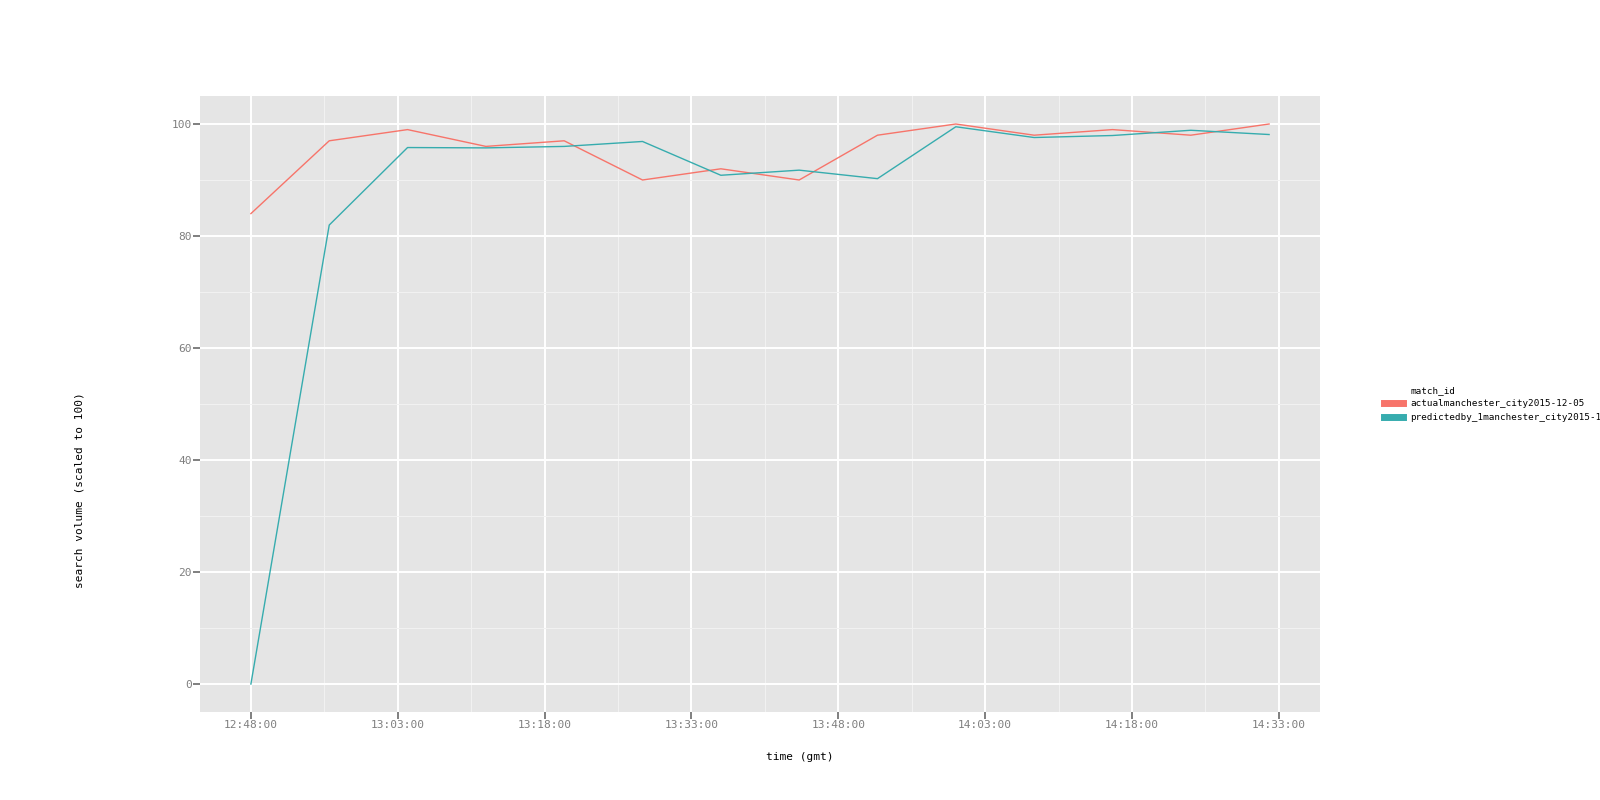 100
80
60
40
20
0
search volume (scaled to 100)
12:48:00 13:03:00 13:18:00 13:33:00 13:48:00 14:03:00 14:18:00 14:33:00
time (gmt)
match_id
actualmanchester_city2015-12-05
predictedby_1manchester_city2015-1